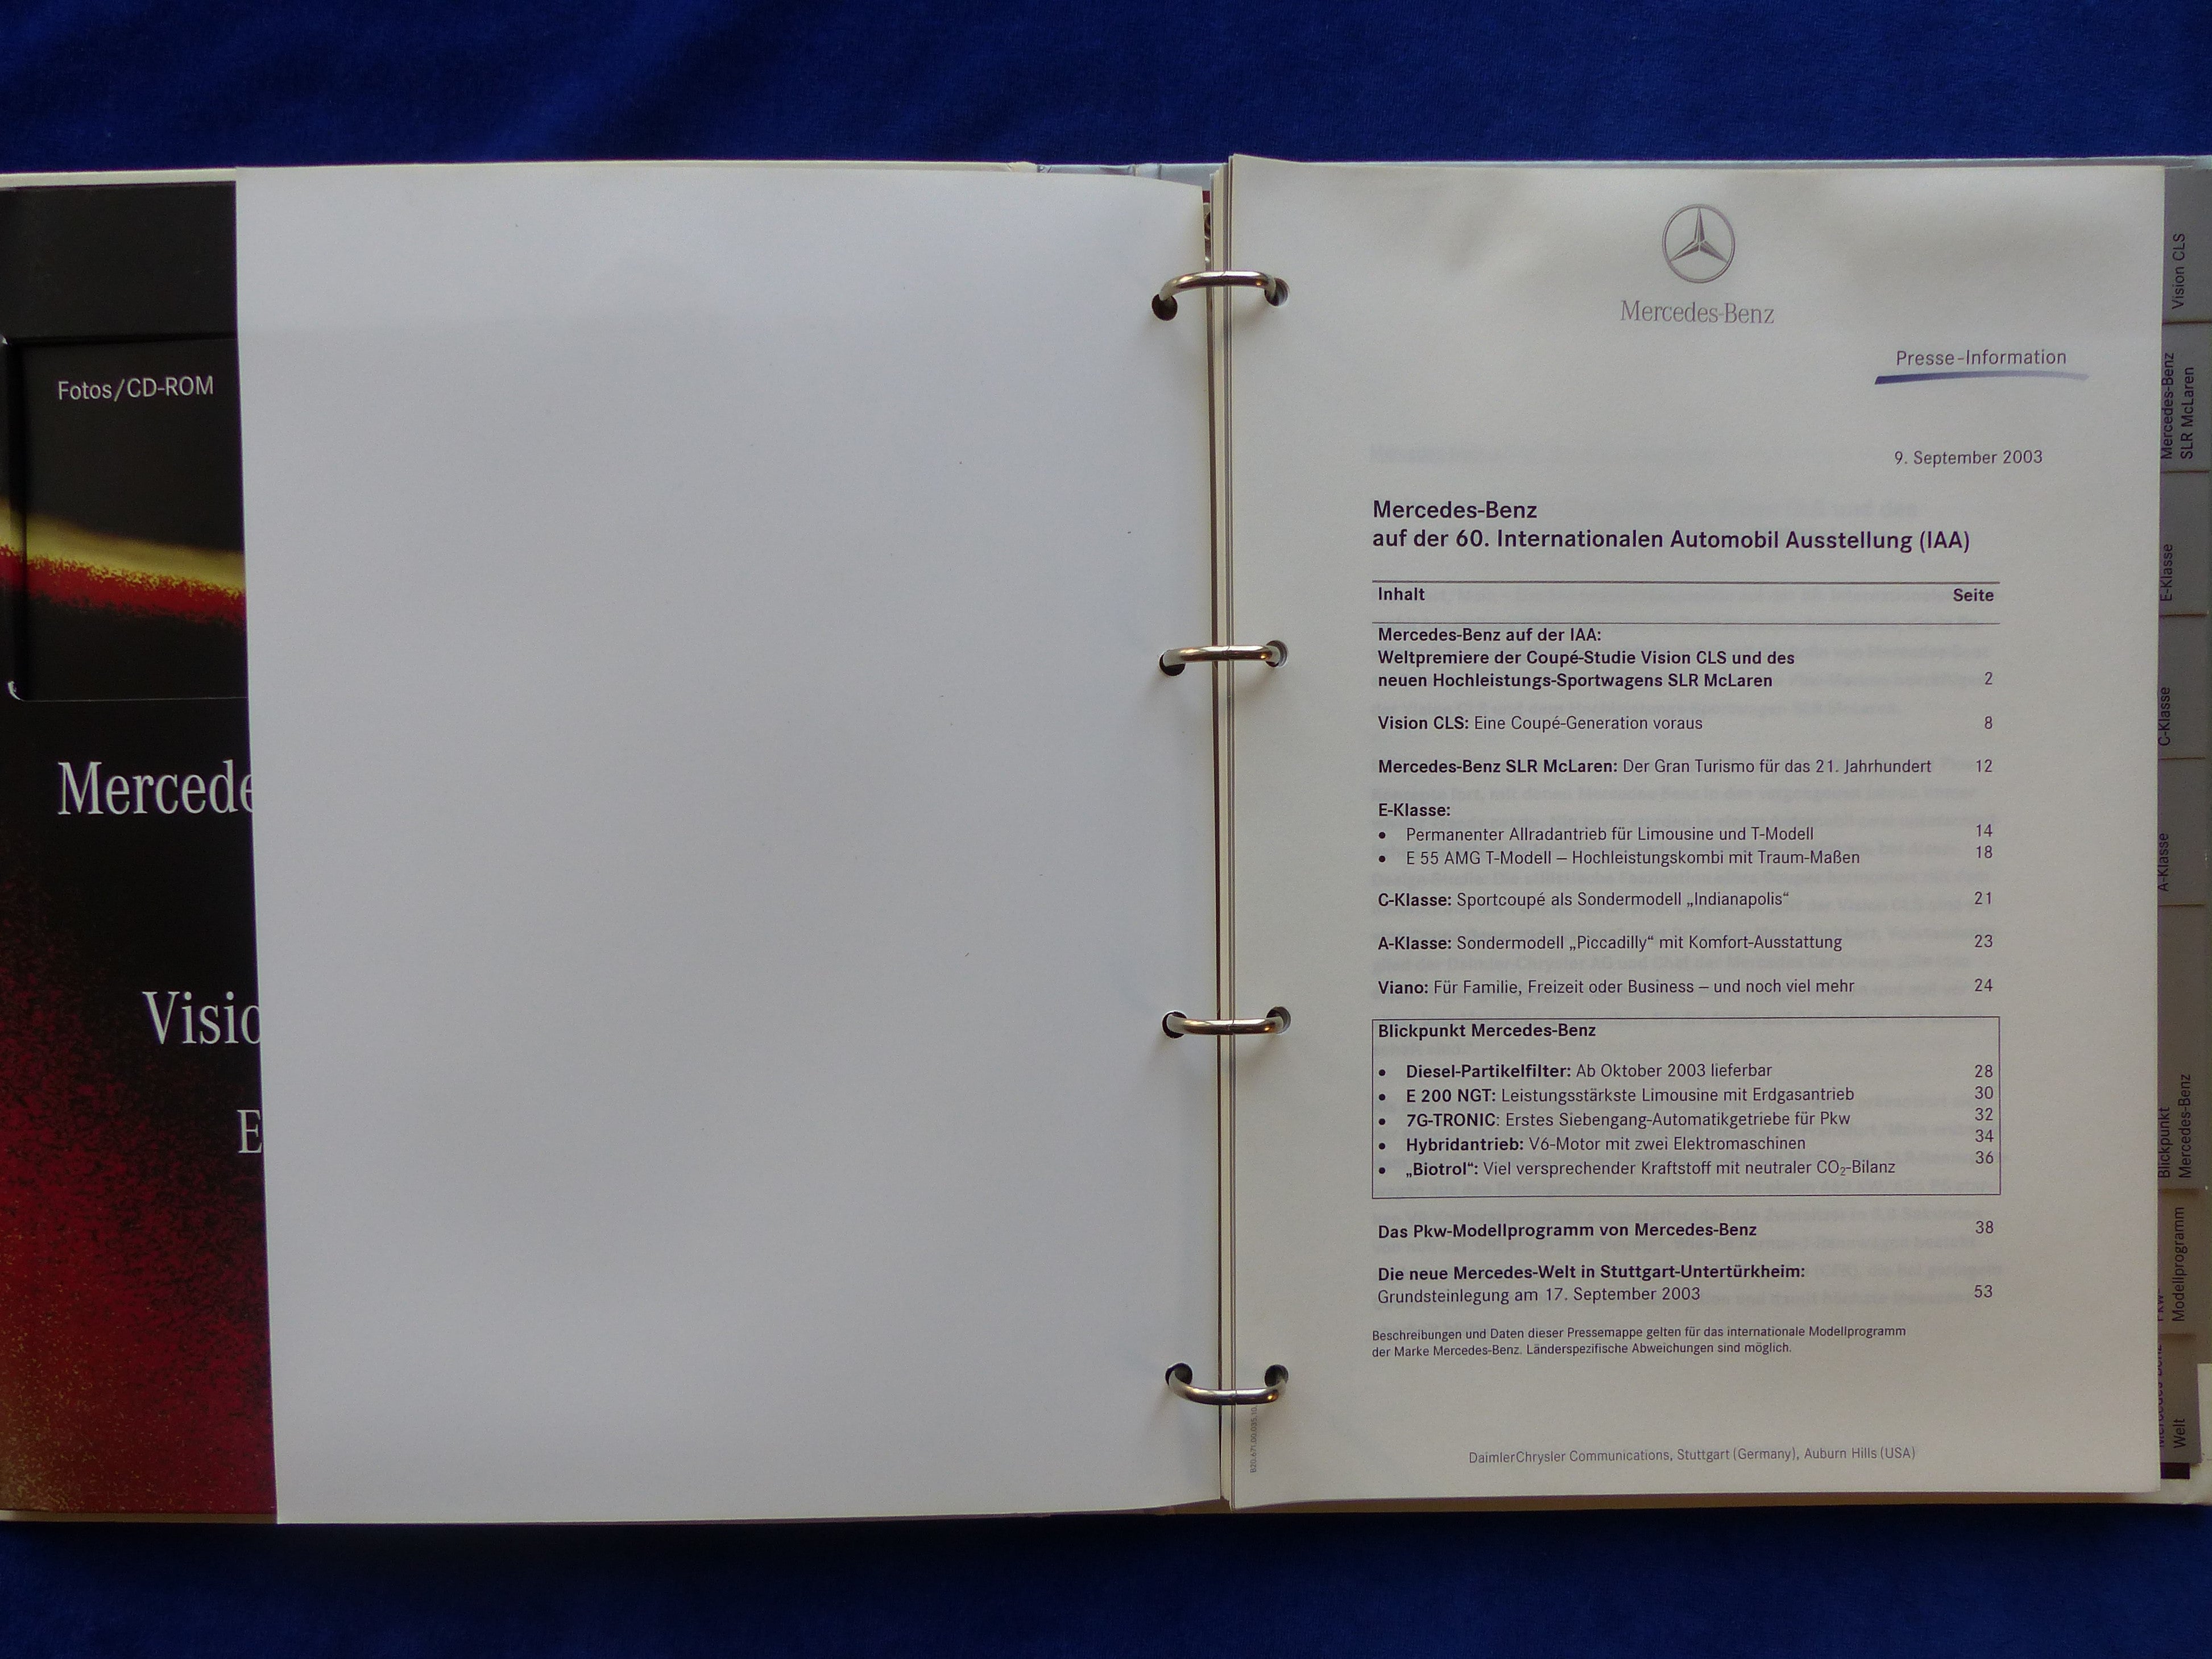 Fotos/CD-ROM
Mercede
Visio
E
Mercedes-Benz
Presse-Information
9. September 2003
Mercedes-Benz
auf der 60. Internationalen Automobil Ausstellung (IAA)
Inhalt Seite
Mercedes-Benz auf der IAA:
Weltpremiere der Coupé-Studie Vision CLS und des
neuen Hochleistungs-Sportwagens SLR McLaren 2
Vision CLS: Eine Coupé-Generation voraus 8
Mercedes-Benz SLR McLaren: Der Gran Turismo für das 21. Jahrhundert 12
E-Klasse:
• Permanenter Allradantrieb für Limousine und T-Modell 14
• E 55 AMG T-Modell – Hochleistungskombi mit Traum-Maßen 18
C-Klasse: Sportcoupé als Sondermodell „Indianapolis“ 21
A-Klasse: Sondermodell „Piccadilly“ mit Komfort-Ausstattung 23
Viano: Für Familie, Freizeit oder Business – und noch viel mehr 24
Blickpunkt Mercedes-Benz
• Diesel-Partikelfilter: Ab Oktober 2003 lieferbar 28
• E 200 NGT: Leistungsstärkste Limousine mit Erdgasantrieb 30
• 7G-TRONIC: Erstes Siebengang-Automatikgetriebe für Pkw 32
• Hybridantrieb: V6-Motor mit zwei Elektromaschinen 34
• „Biotrol“: Viel versprechender Kraftstoff mit neutraler CO₂-Bilanz 36
Das Pkw-Modellprogramm von Mercedes-Benz 38
Die neue Mercedes-Welt in Stuttgart-Untertürkheim:
Grundsteinlegung am 17. September 2003 53
Beschreibungen und Daten dieser Pressemappe gelten für das internationale Modellprogramm
der Marke Mercedes-Benz. Länderspezifische Abweichungen sind möglich.
DaimlerChrysler Communications, Stuttgart (Germany), Auburn Hills (USA)
Vision CLS
Mercedes-Benz
SLR McLaren
E-Klasse
C-Klasse
A-Klasse
Blickpunkt
Mercedes-Benz
Modellprogramm
Welt